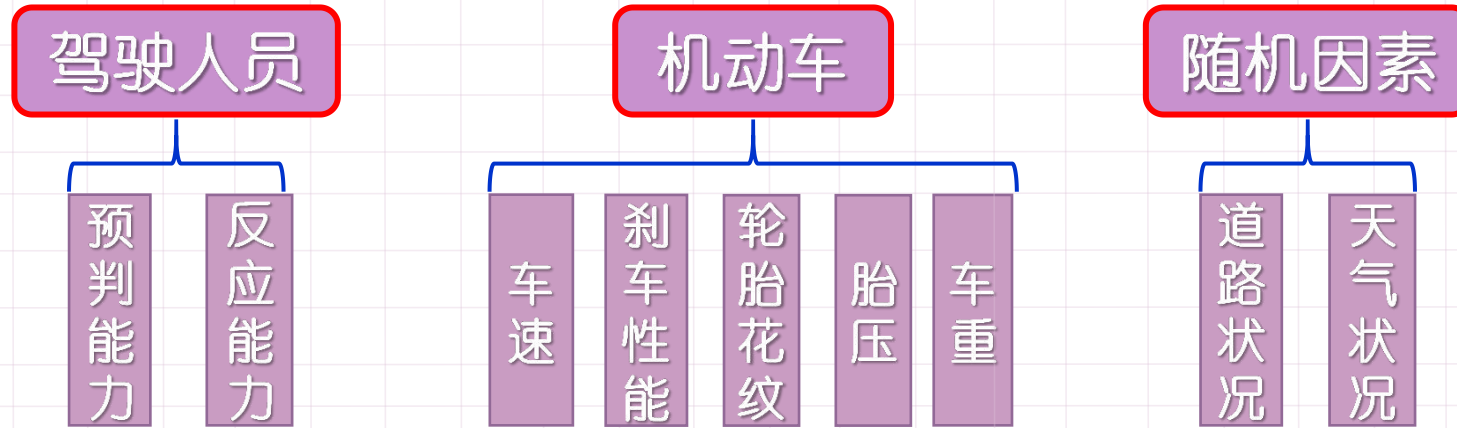 驾驶人员
机动车
随机因素
预判能力
反应能力
车速
刹车性能
轮胎花纹
胎压
车重
道路状况
天气状况